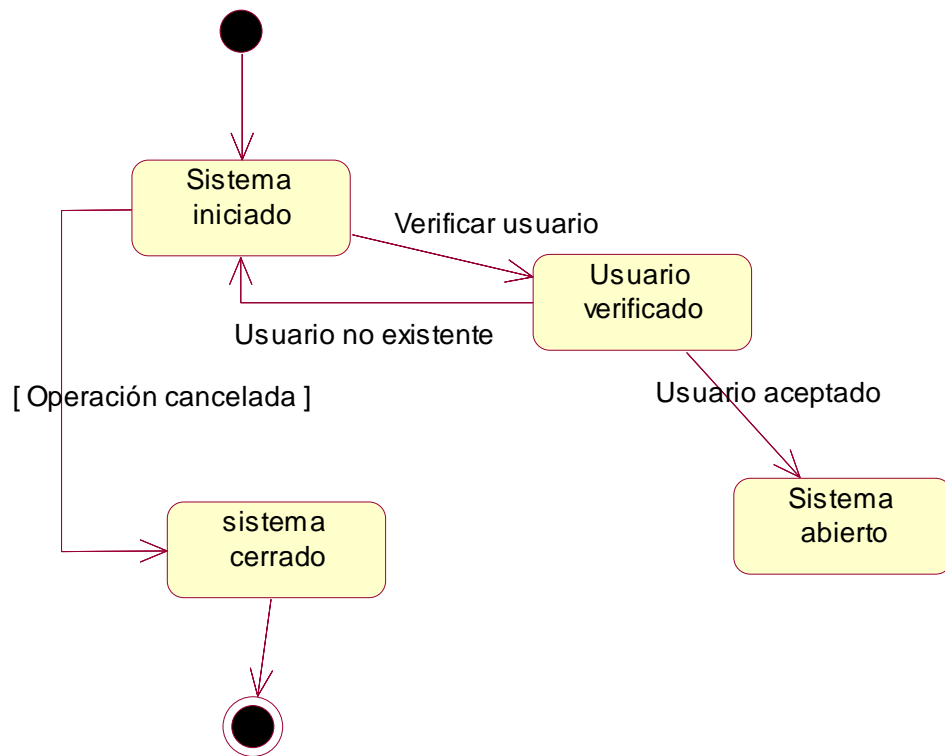 Sistema
iniciado
Verificar usuario
Usuario
verificado
Usuario no existente
[ Operación cancelada ]
Usuario aceptado
Sistema
abierto
sistema
cerrado